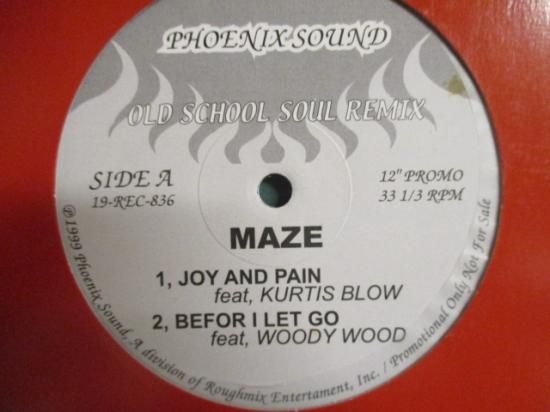 PHOENIX SOUND
OLD SCHOOL SOUL REMIX
SIDE A
19-REC-836
12" PROMO
33 1/3 RPM
MAZE
1, JOY AND PAIN
feat, KURTIS BLOW
2, BEFOR I LET GO
feat, WOODY WOOD
℗1999 Phoenix Sound, A division of Roughmix Entertament, Inc. / Promotional Only Not For Sale